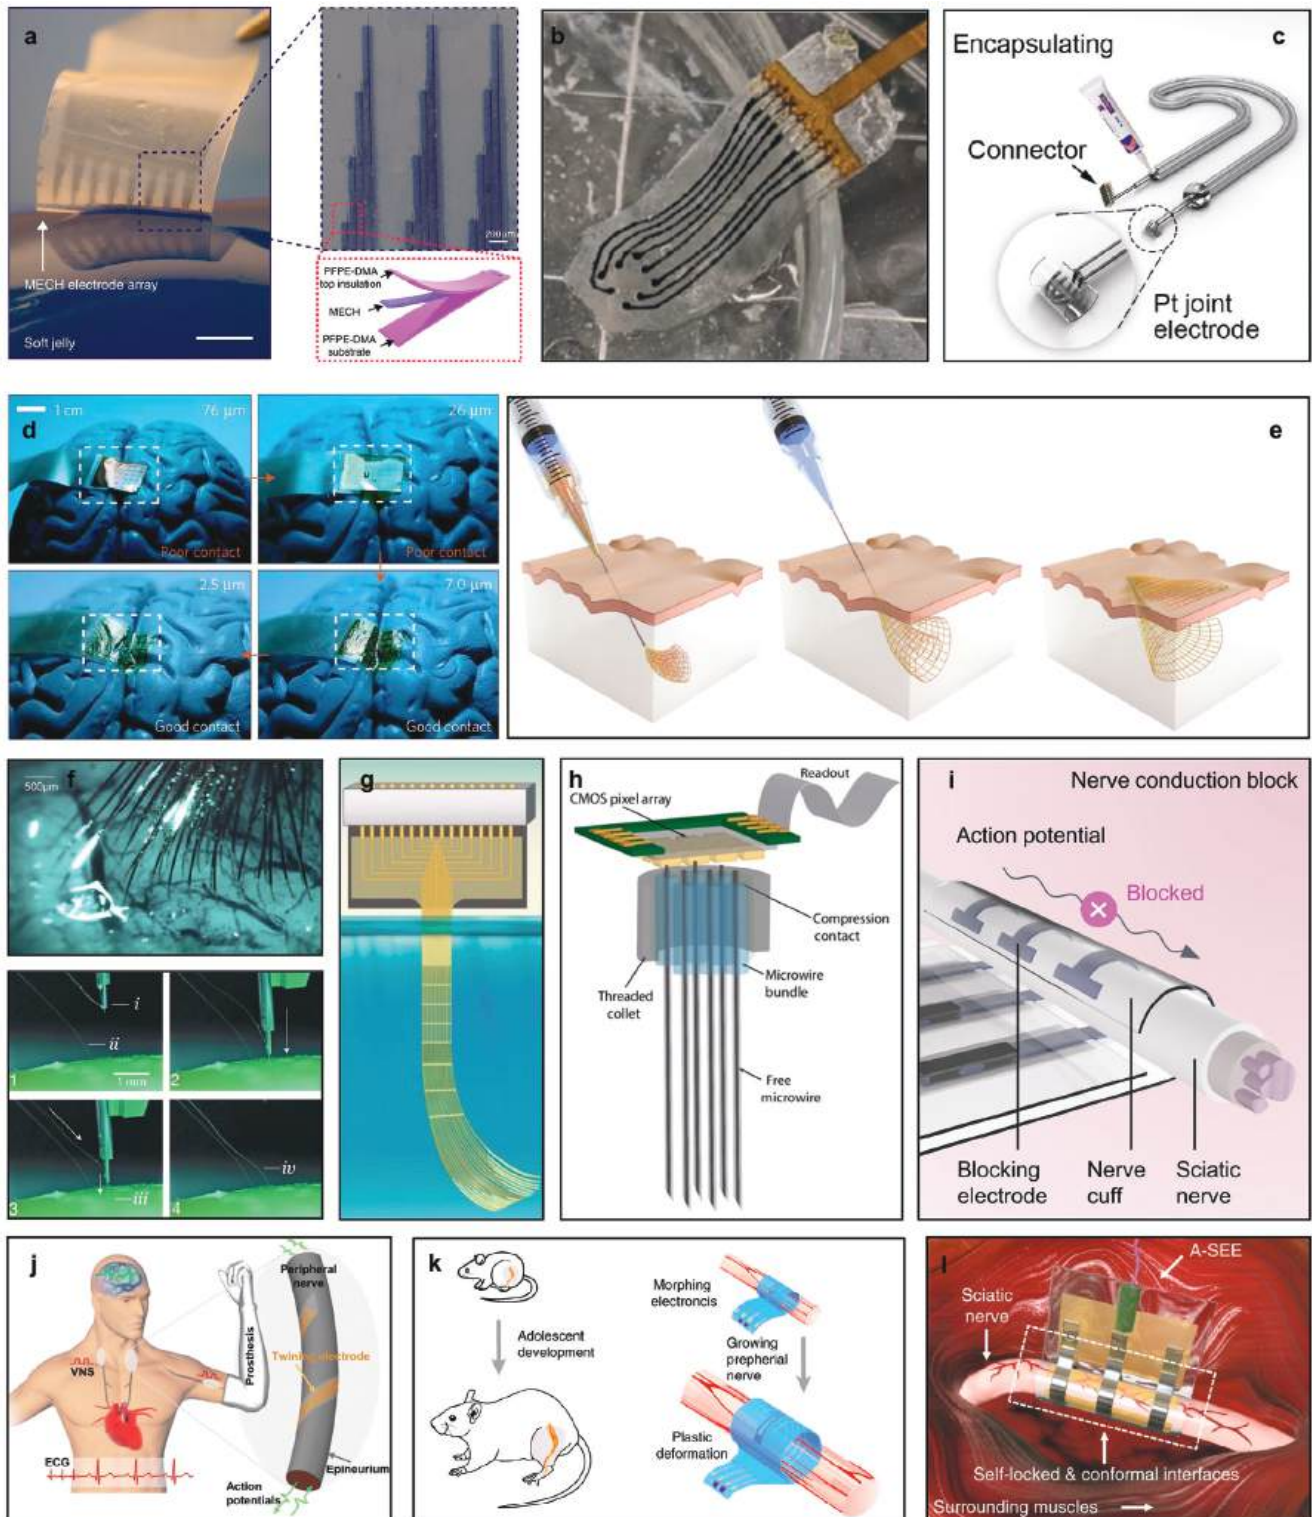 a
MECH electrode array
Soft jelly
200 μm
PFPE-DMA
top insulation
MECH
PFPE-DMA
substrate
b
Encapsulating
c
Connector
Pt joint
electrode
d
1 cm
76 μm
Poor contact
26 μm
Poor contact
2.5 μm
Good contact
7.0 μm
Good contact
e
f
500μm
i
ii
1
1 mm
2
3
iii
iv
4
g
h
Readout
CMOS pixel array
Compression
contact
Microwire
bundle
Threaded
collet
Free
microwire
i
Nerve conduction block
Action potential
Blocked
Blocking
electrode
Nerve
cuff
Sciatic
nerve
j
VNS
ECG
Prosthesis
Peripheral
nerve
Twining electrode
Epineurium
Action
potentials
k
Adolescent
development
Morphing
electroncis
Growing
prepherial
nerve
Plastic
deformation
l
A-SEE
Sciatic
nerve
Self-locked & conformal interfaces
Surrounding muscles